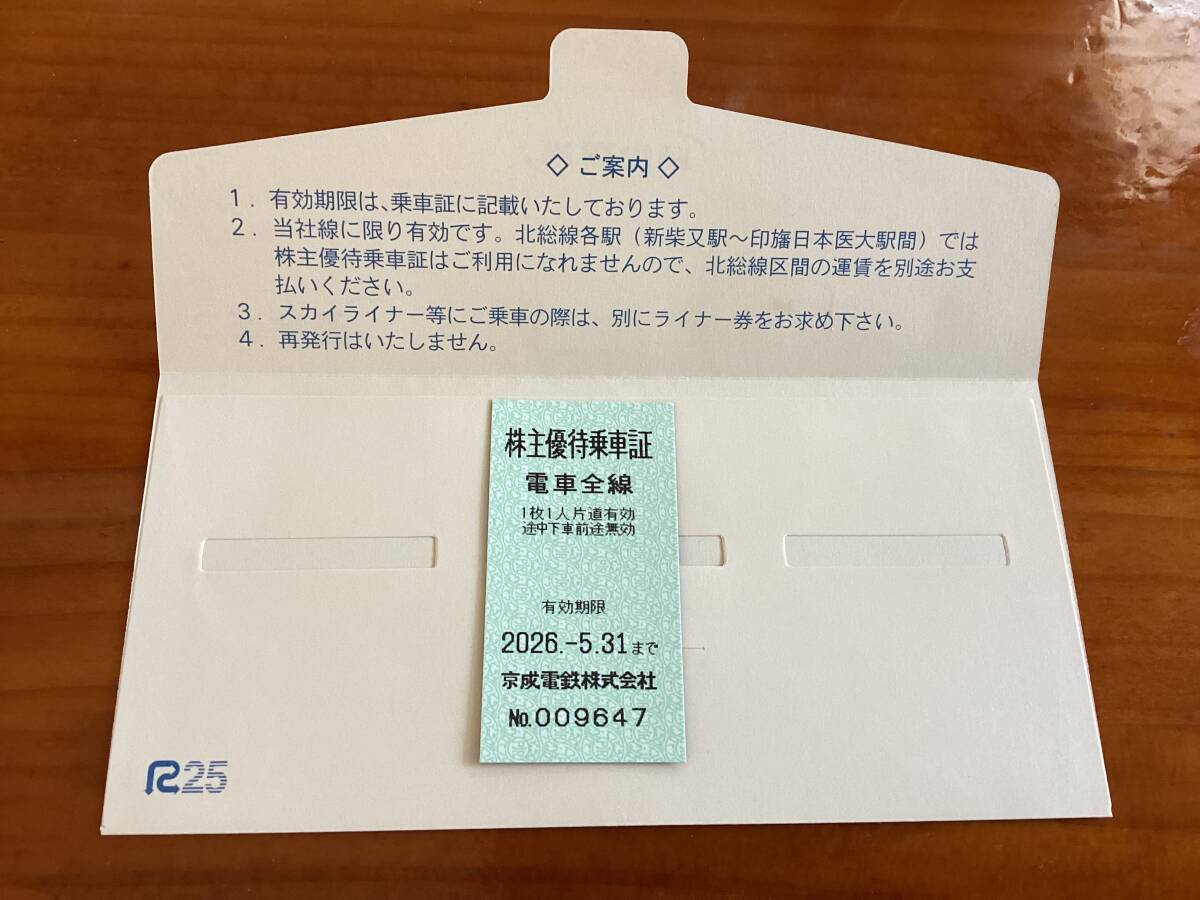 ◇ ご案内 ◇
1. 有効期限は、乗車証に記載いたしております。
2. 当社線に限り有効です。北総線各駅（新柴又駅～印旛日本医大駅間）では
株主優待乗車証はご利用になれませんので、北総線区間の運賃を別途お支
払いください。
3. スカイライナー等にご乗車の際は、別にライナー券をお求め下さい。
4. 再発行はいたしません。
株主優待乗車証
電車全線
1枚1人片道有効
途中下車前途無効
有効期限
2026.-5.31まで
京成電鉄株式会社
No.009647
R25